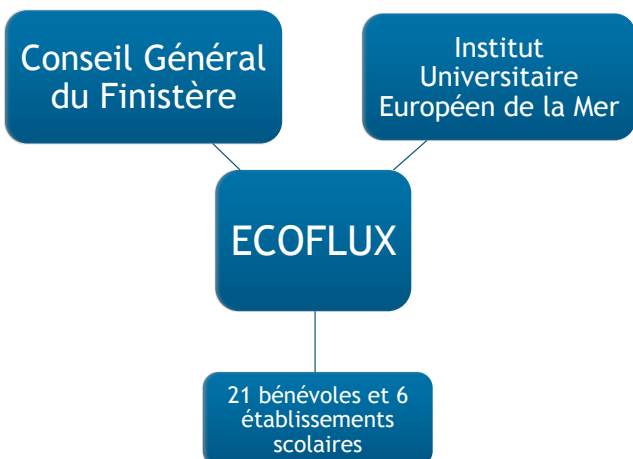 Conseil Général
du Finistère
Institut
Universitaire
Européen de la Mer
ECOFLUX
21 bénévoles et 6
établissements
scolaires